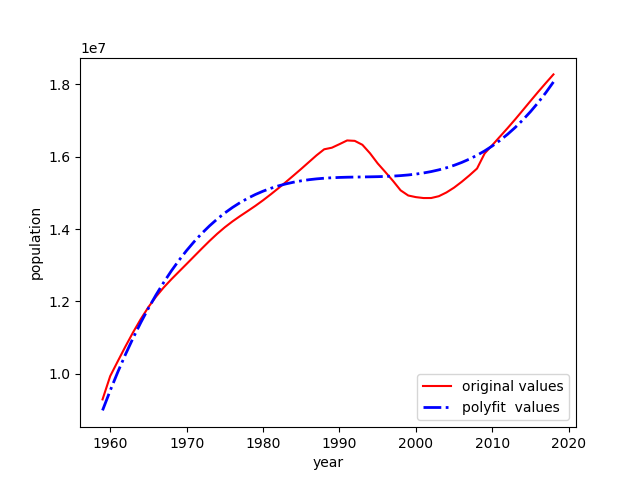 1e7
1.8
1.6
1.4
1.2
1.0
population
1960 1970 1980 1990 2000 2010 2020
year
original values
polyfit  values